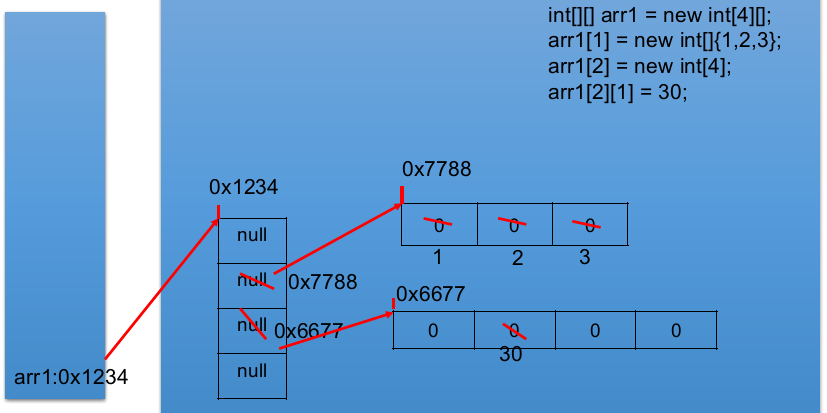 int[][] arr1 = new int[4][];
arr1[1] = new int[]{1,2,3};
arr1[2] = new int[4];
arr1[2][1] = 30;
0x7788
0x1234
null
0 0 0
1 2 3
null 0x7788
0x6677
null 0x6677
0 0 0 0
30
null
arr1:0x1234